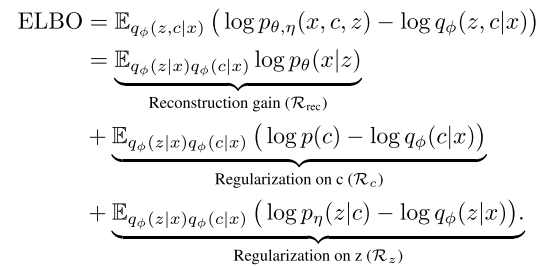 ELBO = 𝔼_{q_ϕ(z,c|x)} ( log p_{θ,η}(x, c, z) − log q_ϕ(z, c|x) )
= 𝔼_{q_ϕ(z|x)q_ϕ(c|x)} log p_θ(x|z)
Reconstruction gain (ℛ_rec)
+ 𝔼_{q_ϕ(z|x)q_ϕ(c|x)} ( log p(c) − log q_ϕ(c|x) )
Regularization on c (ℛ_c)
+ 𝔼_{q_ϕ(z|x)q_ϕ(c|x)} ( log p_η(z|c) − log q_ϕ(z|x) ).
Regularization on z (ℛ_z)